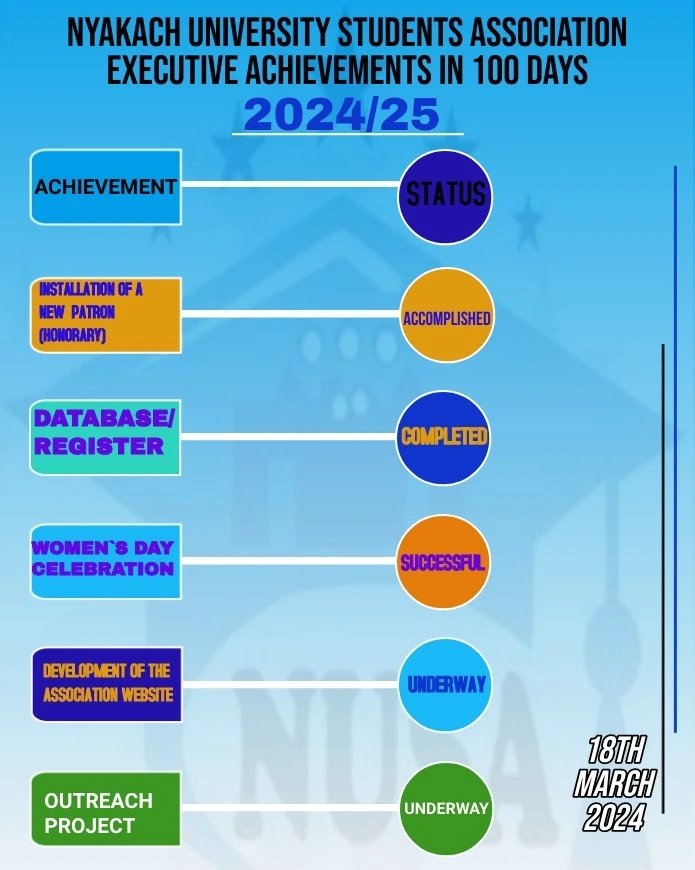 NYAKACH UNIVERSITY STUDENTS ASSOCIATION
EXECUTIVE ACHIEVEMENTS IN 100 DAYS
2024/25
ACHIEVEMENT
STATUS
INSTALLATION OF A
NEW PATRON
(HONORARY)
ACCOMPLISHED
DATABASE/
REGISTER
COMPLETED
WOMEN`S DAY
CELEBRATION
SUCCESSFUL
DEVELOPMENT OF THE
ASSOCIATION WEBSITE
UNDERWAY
OUTREACH
PROJECT
UNDERWAY
NUSA
18TH
MARCH
2024